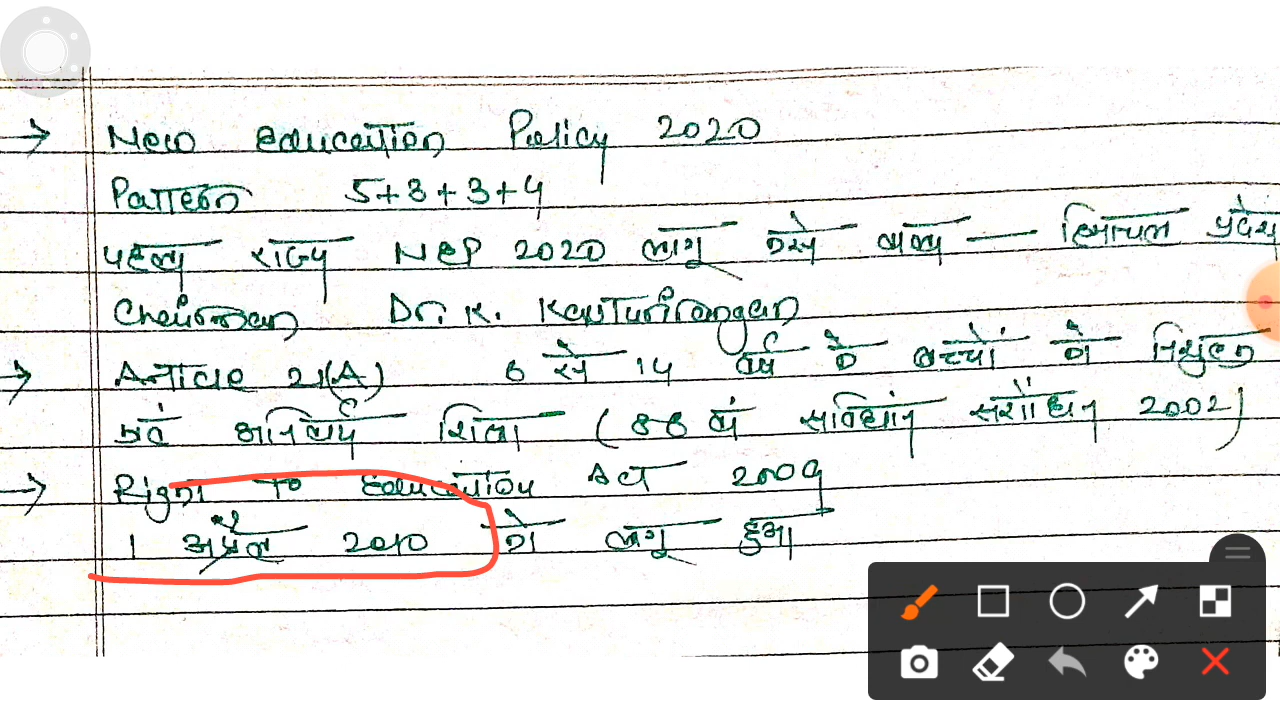 → New Education Policy 2020
Pattern 5+3+3+4
पहला राज्य NEP 2020 लागू करने वाला — हिमाचल प्रदेश
Chairman Dr. K. Kasturirangan
→ Article 21(A) 6 से 14 वर्ष के बच्चों को निशुल्क
एवं अनिवार्य शिक्षा (86 वां संविधान संशोधन 2002)
→ Right To Education Act 2009
1 अप्रैल 2010 को लागू हुआ